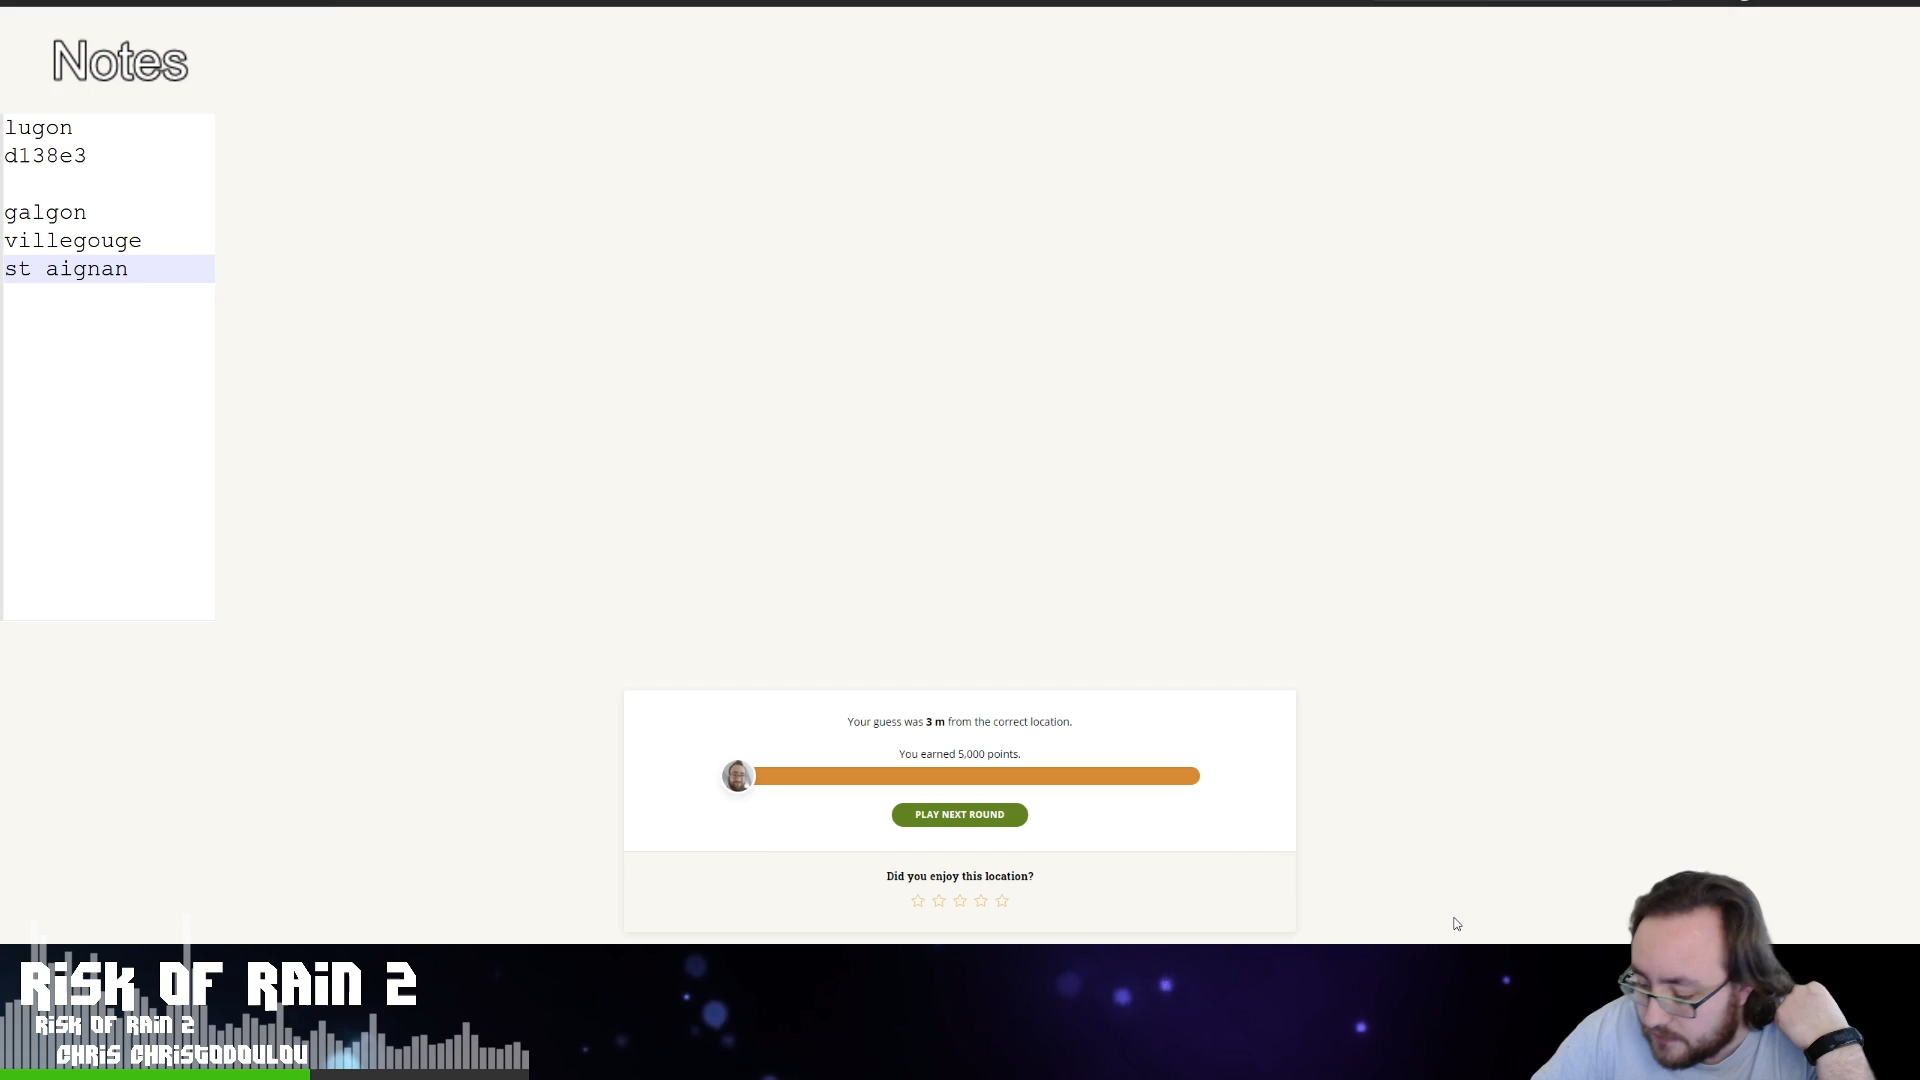 Notes
lugon
d138e3
galgon
villegouge
st aignan
Your guess was 3 m from the correct location.
You earned 5,000 points.
PLAY NEXT ROUND
Did you enjoy this location?
RiSK OF RAiN 2
RiSK OF RAiN 2
CHRiS CHRiSTODOULOU